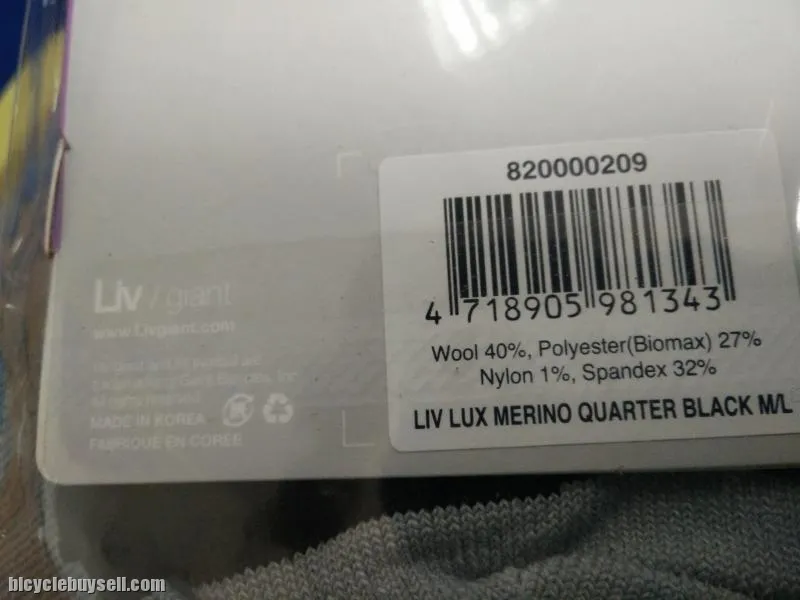 820000209
4 718905 981343
Wool 40%, Polyester(Biomax) 27%
Nylon 1%, Spandex 32%
LIV LUX MERINO QUARTER BLACK M/L
Liv / giant
www.Livgiant.com
All rights
MADE IN KOREA
FABRIQUE EN COREE
bicyclebuysell.com